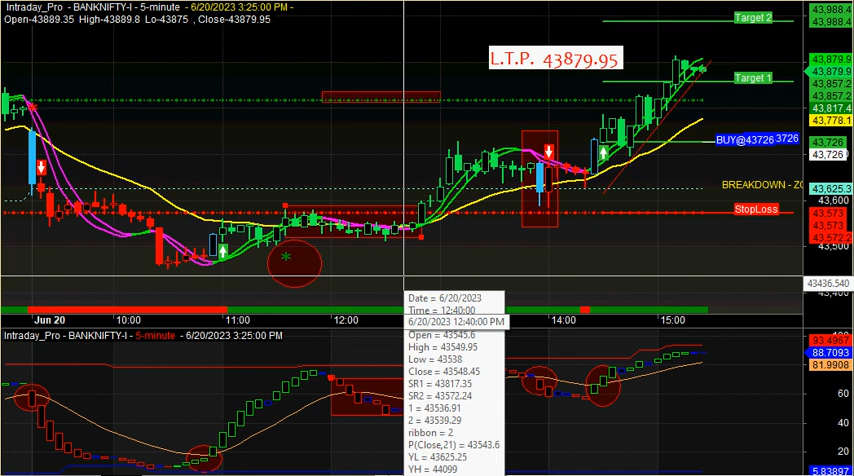 Intraday_Pro - BANKNIFTY-I - 5-minute - 6/20/2023 3:25:00 PM -
Open-43889.35 High-43889.8 Lo-43875 , Close-43879.95
L.T.P. 43879.95
Target 2
Target 1
BUY@43726 3726
BREAKDOWN - ZO
StopLoss
*
43,988.4
43,988.4
43,879.9
43,879.9
43,857.2
43,857.2
43,817.4
43,778.1
43,726
43,726
43,625.3
43,600
43,573
43,573
43,572.2
43,500
43436.540
43,400
Jun 20
10:00
11:00
12:00
14:00
15:00
Date = 6/20/2023
Time = 12:40:00
6/20/2023 12:40:00 PM
Open = 43545.6
High = 43549.95
Low = 43538
Close = 43548.45
SR1 = 43817.35
SR2 = 43572.24
1 = 43536.91
2 = 43539.29
ribbon = 2
P(Close,21) = 43543.6
YL = 43625.25
YH = 44099
Intraday_Pro - BANKNIFTY-I - 5-minute - 6/20/2023 3:25:00 PM
93.4967
88.7093
81.9908
60
40
20
5.83897